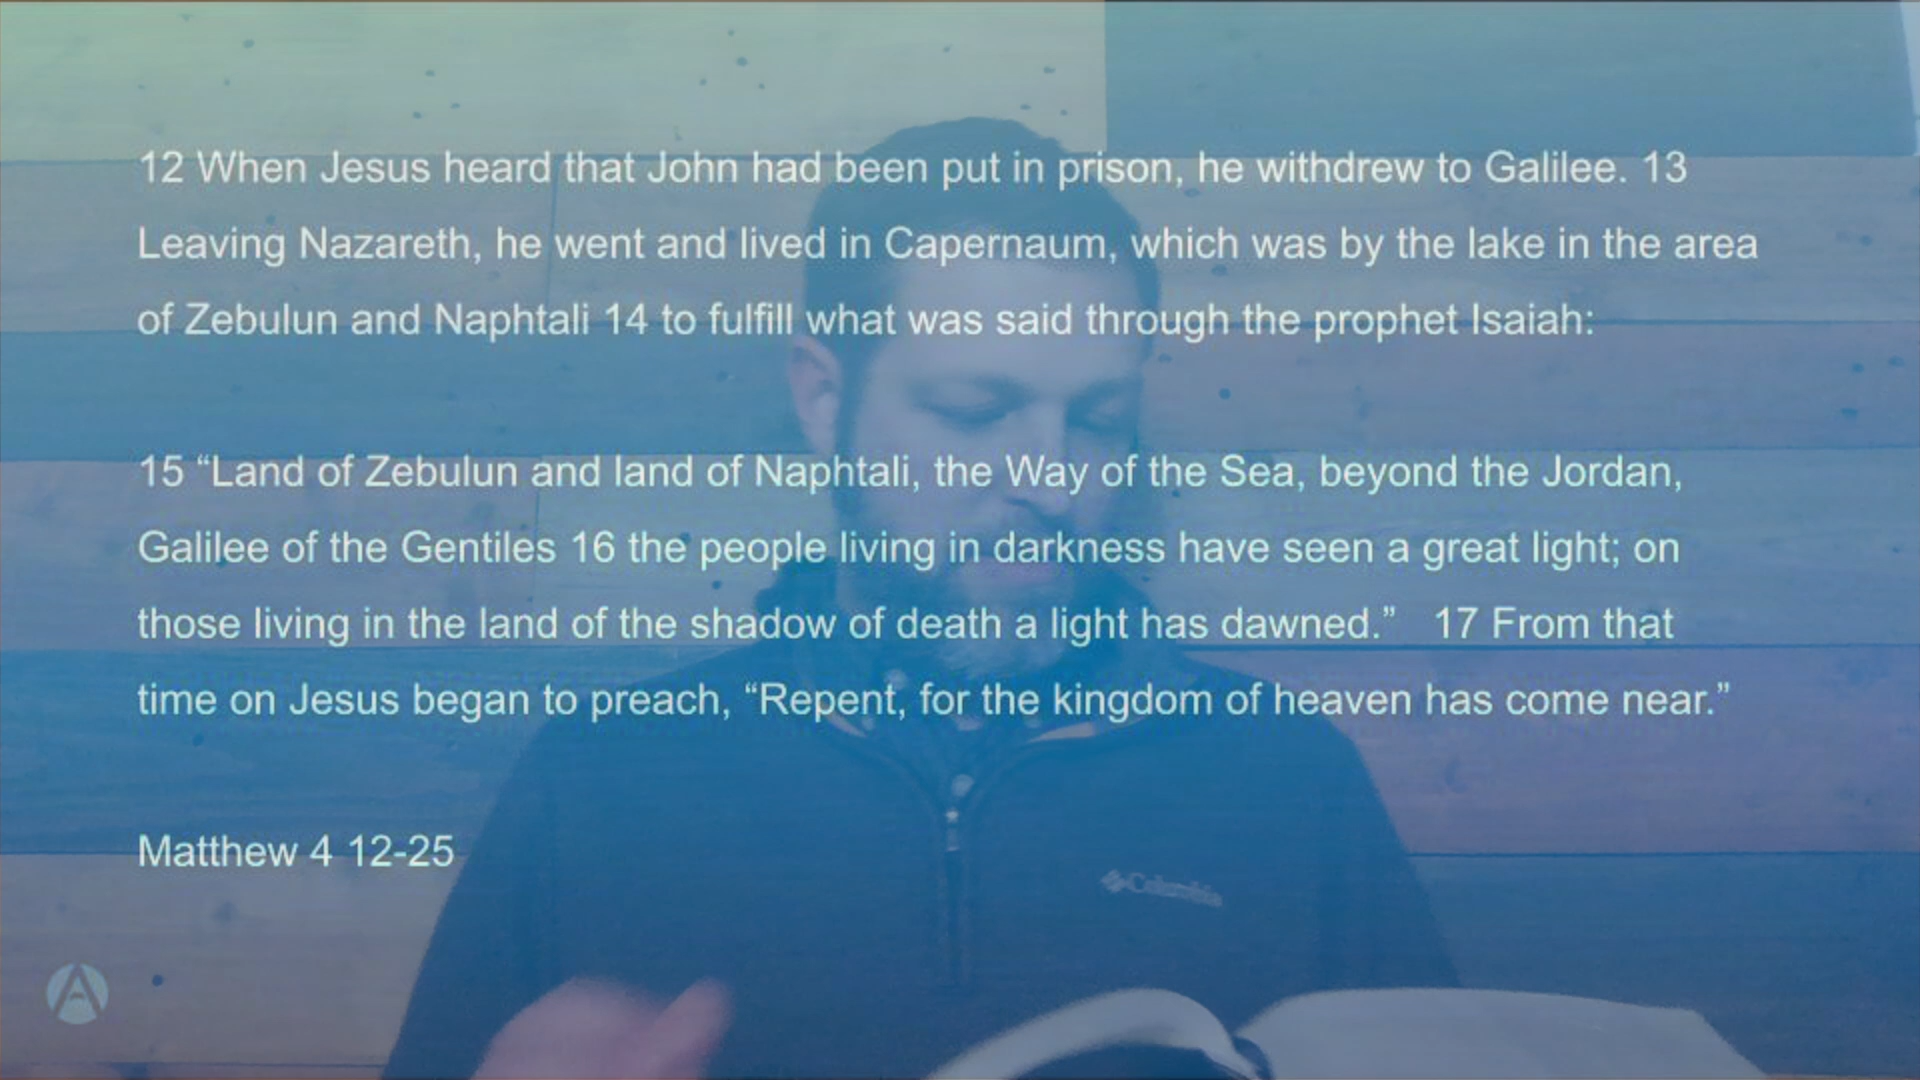 12 When Jesus heard that John had been put in prison, he withdrew to Galilee. 13
Leaving Nazareth, he went and lived in Capernaum, which was by the lake in the area
of Zebulun and Naphtali 14 to fulfill what was said through the prophet Isaiah:
15 “Land of Zebulun and land of Naphtali, the Way of the Sea, beyond the Jordan,
Galilee of the Gentiles 16 the people living in darkness have seen a great light; on
those living in the land of the shadow of death a light has dawned.”   17 From that
time on Jesus began to preach, “Repent, for the kingdom of heaven has come near.”
Matthew 4 12-25
Columbia